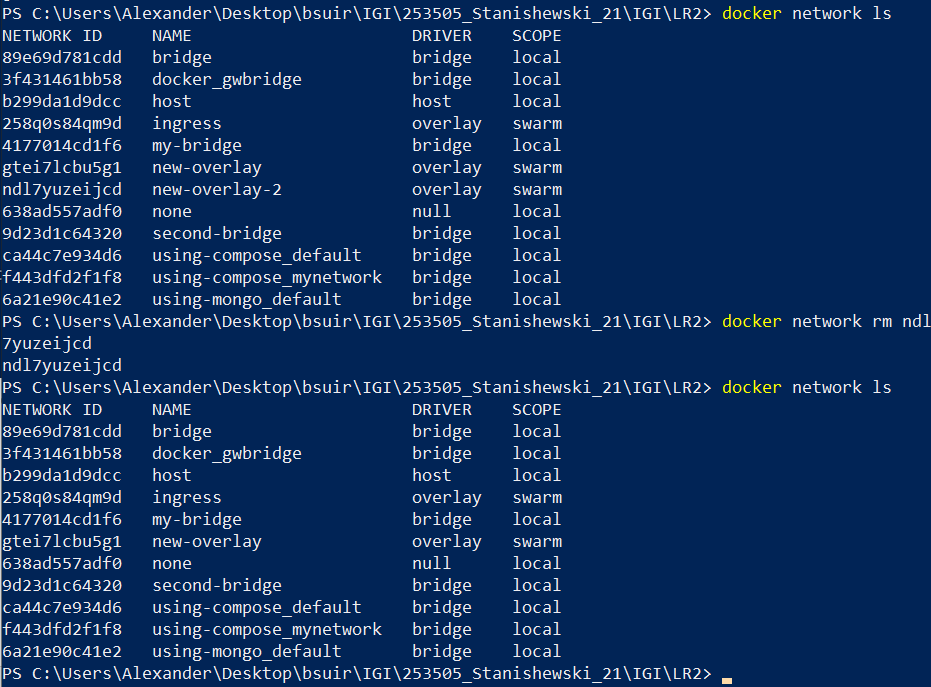 PS C:\Users\Alexander\Desktop\bsuir\IGI\253505_Stanishewski_21\IGI\LR2> docker network ls
NETWORK ID NAME DRIVER SCOPE
89e69d781cdd bridge bridge local
3f431461bb58 docker_gwbridge bridge local
b299da1d9dcc host host local
258q0s84qm9d ingress overlay swarm
4177014cd1f6 my-bridge bridge local
gtei7lcbu5g1 new-overlay overlay swarm
ndl7yuzeijcd new-overlay-2 overlay swarm
638ad557adf0 none null local
9d23d1c64320 second-bridge bridge local
ca44c7e934d6 using-compose_default bridge local
f443dfd2f1f8 using-compose_mynetwork bridge local
6a21e90c41e2 using-mongo_default bridge local
PS C:\Users\Alexander\Desktop\bsuir\IGI\253505_Stanishewski_21\IGI\LR2> docker network rm ndl
7yuzeijcd
ndl7yuzeijcd
PS C:\Users\Alexander\Desktop\bsuir\IGI\253505_Stanishewski_21\IGI\LR2> docker network ls
NETWORK ID NAME DRIVER SCOPE
89e69d781cdd bridge bridge local
3f431461bb58 docker_gwbridge bridge local
b299da1d9dcc host host local
258q0s84qm9d ingress overlay swarm
4177014cd1f6 my-bridge bridge local
gtei7lcbu5g1 new-overlay overlay swarm
638ad557adf0 none null local
9d23d1c64320 second-bridge bridge local
ca44c7e934d6 using-compose_default bridge local
f443dfd2f1f8 using-compose_mynetwork bridge local
6a21e90c41e2 using-mongo_default bridge local
PS C:\Users\Alexander\Desktop\bsuir\IGI\253505_Stanishewski_21\IGI\LR2>